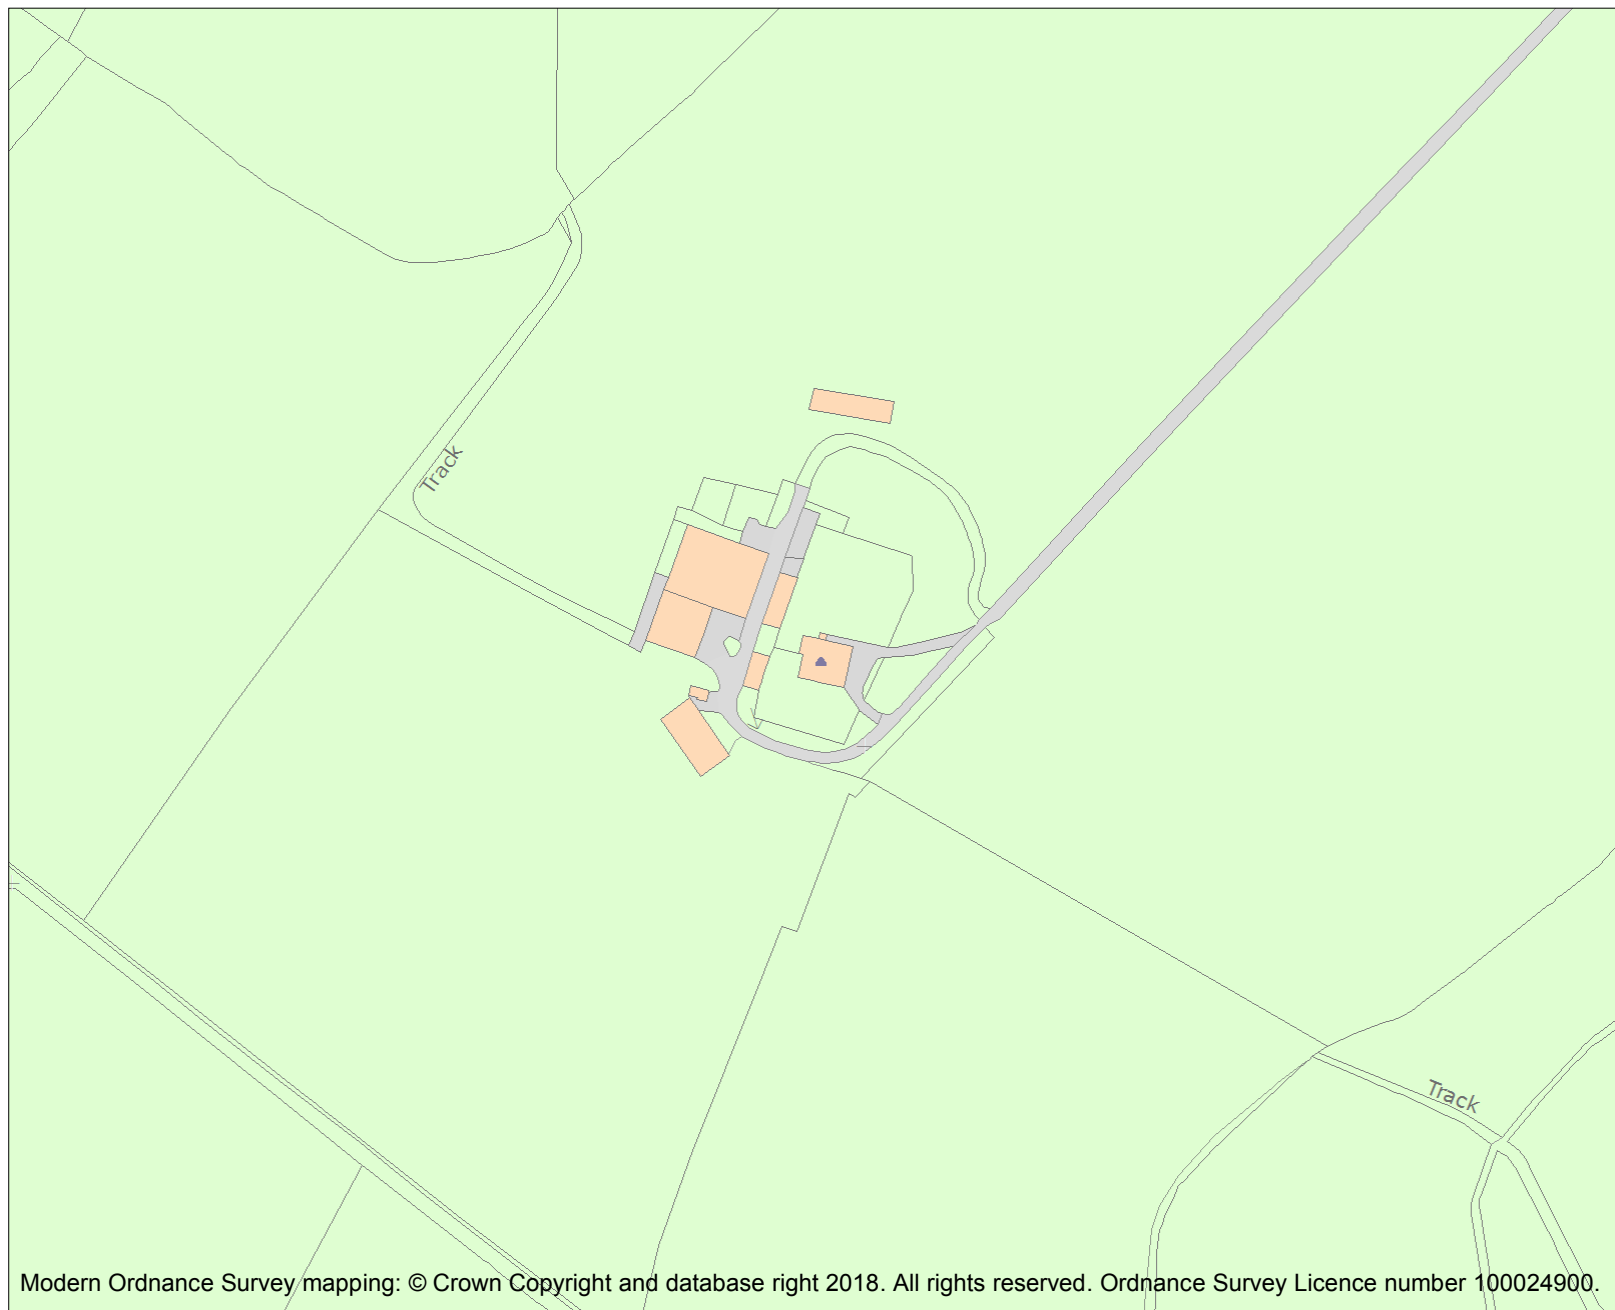 Track
Track
Modern Ordnance Survey mapping: © Crown Copyright and database right 2018. All rights reserved. Ordnance Survey Licence number 100024900.